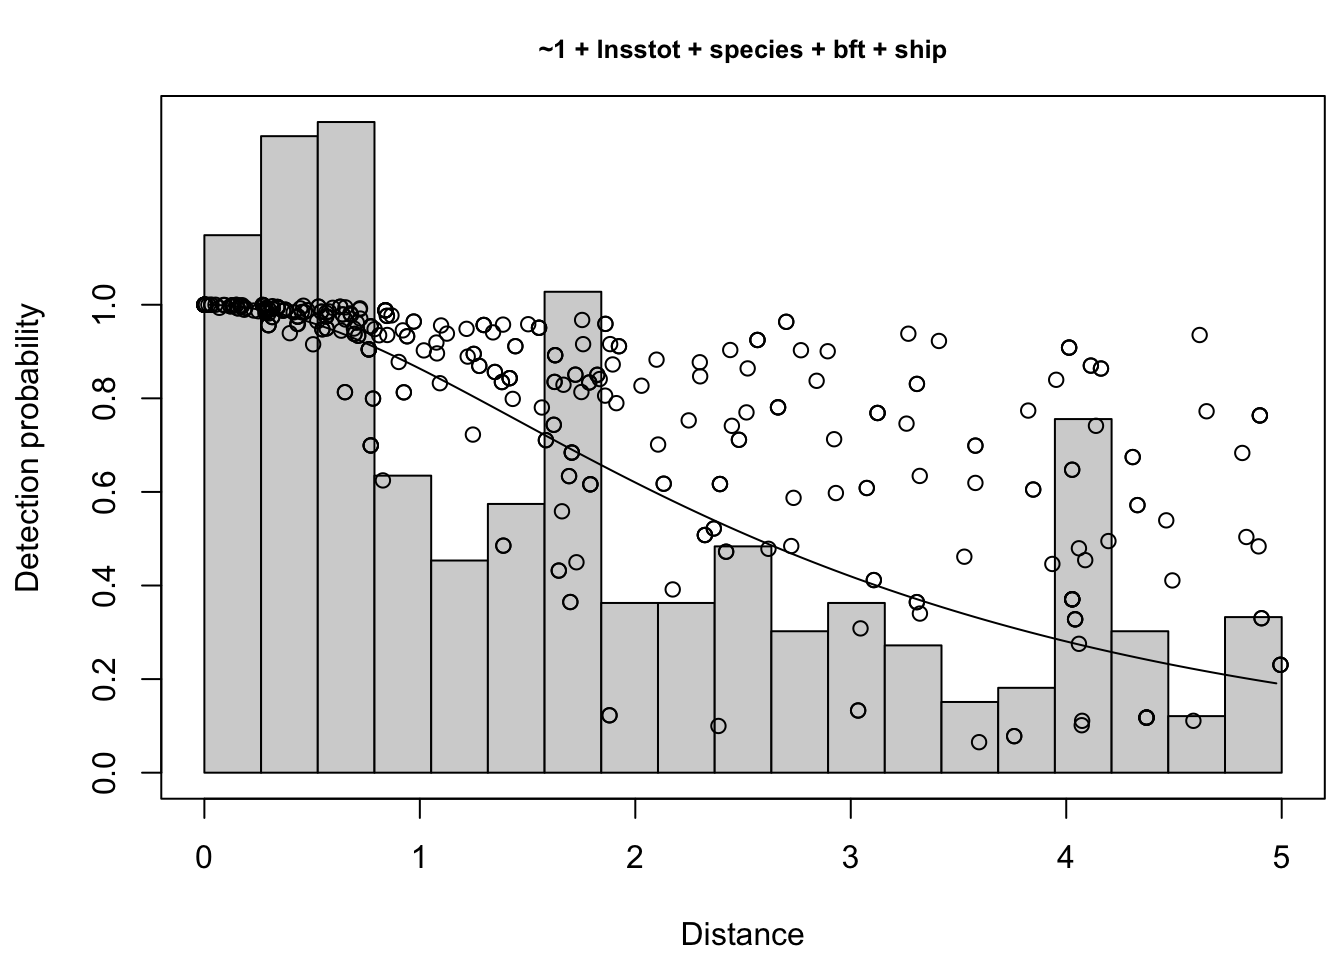 ~1 + lnsstot + species + bft + ship
Detection probability
1.0
0.8
0.6
0.4
0.2
0.0
0 1 2 3 4 5
Distance